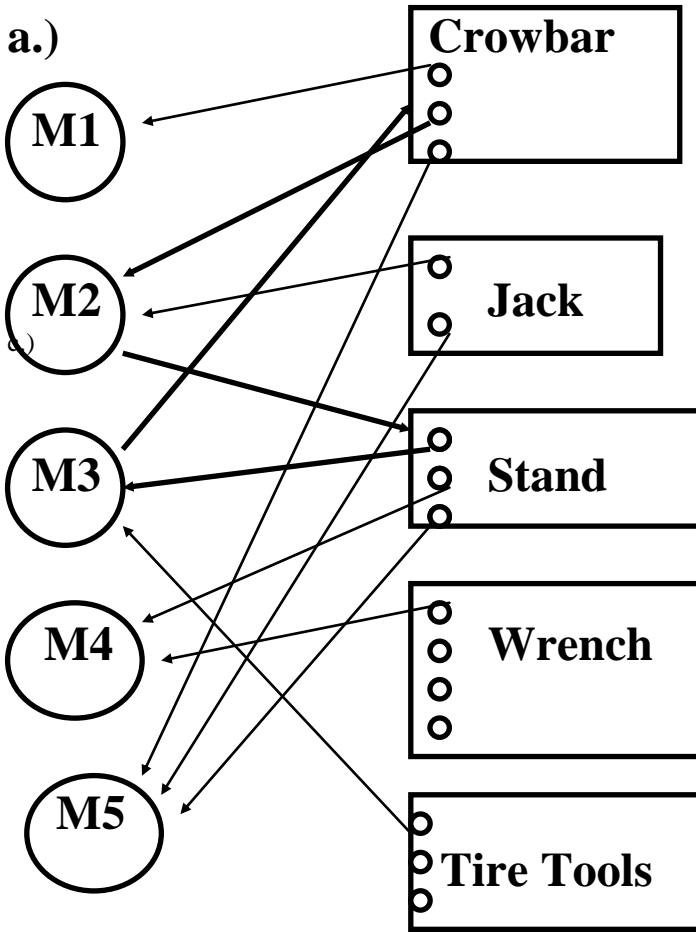 a.)
Crowbar
M1
M2
Jack
c.)
M3
Stand
M4
Wrench
M5
Tire Tools